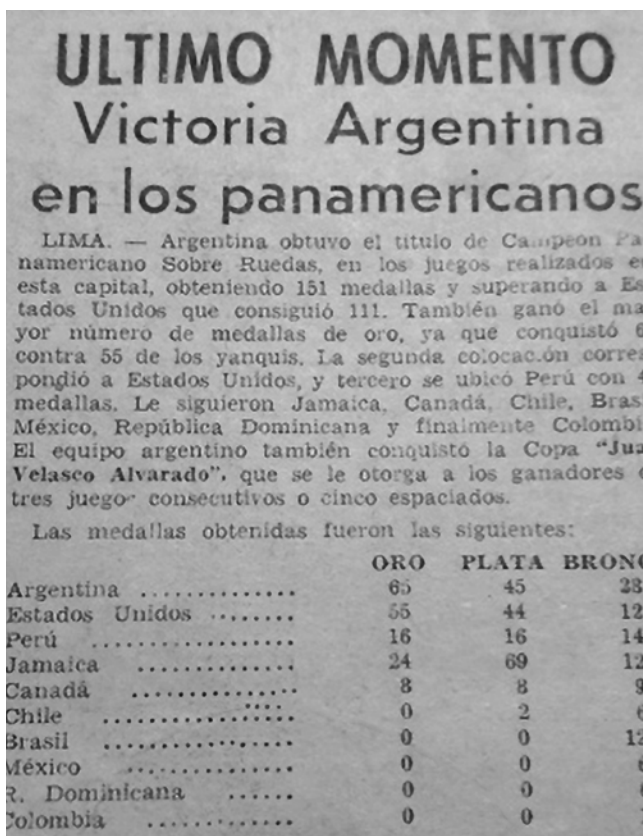 ULTIMO MOMENTO
Victoria Argentina
en los panamericanos
LIMA. — Argentina obtuvo el título de Campeon Pa
namericano Sobre Ruedas, en los juegos realizados e
esta capital, obteniendo 151 medallas y superando a Es
tados Unidos que consiguió 111. También ganó el ma
yor número de medallas de oro, ya que conquistó 6
contra 55 de los yanquis. La segunda colocación corres
pondió a Estados Unidos, y tercero se ubicó Perú con 4
medallas. Le siguieron Jamaica, Canadá, Chile, Bras
México, República Dominicana y finalmente Colombi
El equipo argentino también conquistó la Copa "Jua
Velasco Alvarado", que se le otorga a los ganadores
tres juego consecutivos o cinco espaciados.
Las medallas obtenidas fueron las siguientes:
ORO PLATA BRONC
Argentina .............. 65 45 28
Estados Unidos ........ 55 44 12
Perú .................. 16 16 14
Jamaica .............. 24 69 12
Canadá ............... 8 8
Chile ................. 0 2
Brasil ................. 0 0 12
México ............... 0 0
R. Dominicana ...... 0 0
Colombia ............. 0 0